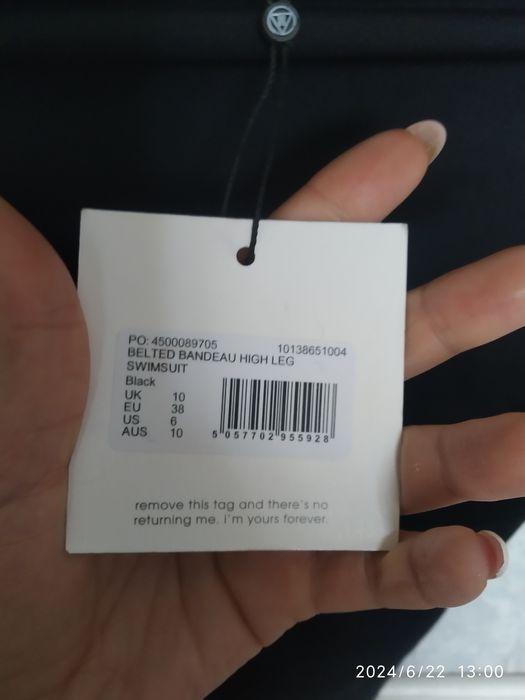 PO: 4500089705 10138651004
BELTED BANDEAU HIGH LEG
SWIMSUIT
Black
UK 10
EU 38
US 6
AUS 10
5 057702 955928
remove this tag and there's no
returning me. I'm yours forever.
2024/6/22 13:00